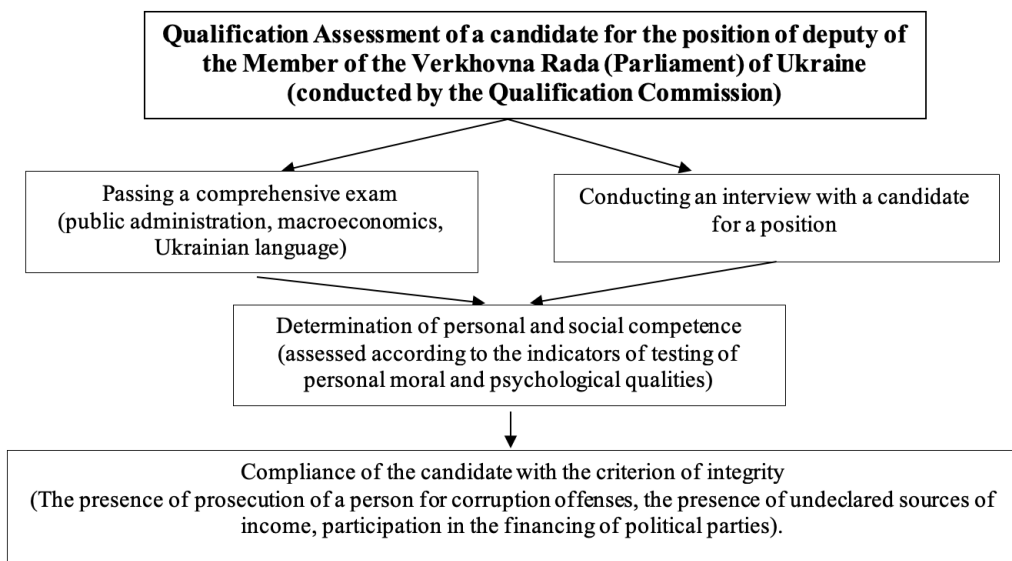 Qualification Assessment of a candidate for the position of deputy of
the Member of the Verkhovna Rada (Parliament) of Ukraine
(conducted by the Qualification Commission)
Passing a comprehensive exam
(public administration, macroeconomics,
Ukrainian language)
Conducting an interview with a candidate
for a position
Determination of personal and social competence
(assessed according to the indicators of testing of
personal moral and psychological qualities)
Compliance of the candidate with the criterion of integrity
(The presence of prosecution of a person for corruption offenses, the presence of undeclared sources of
income, participation in the financing of political parties).